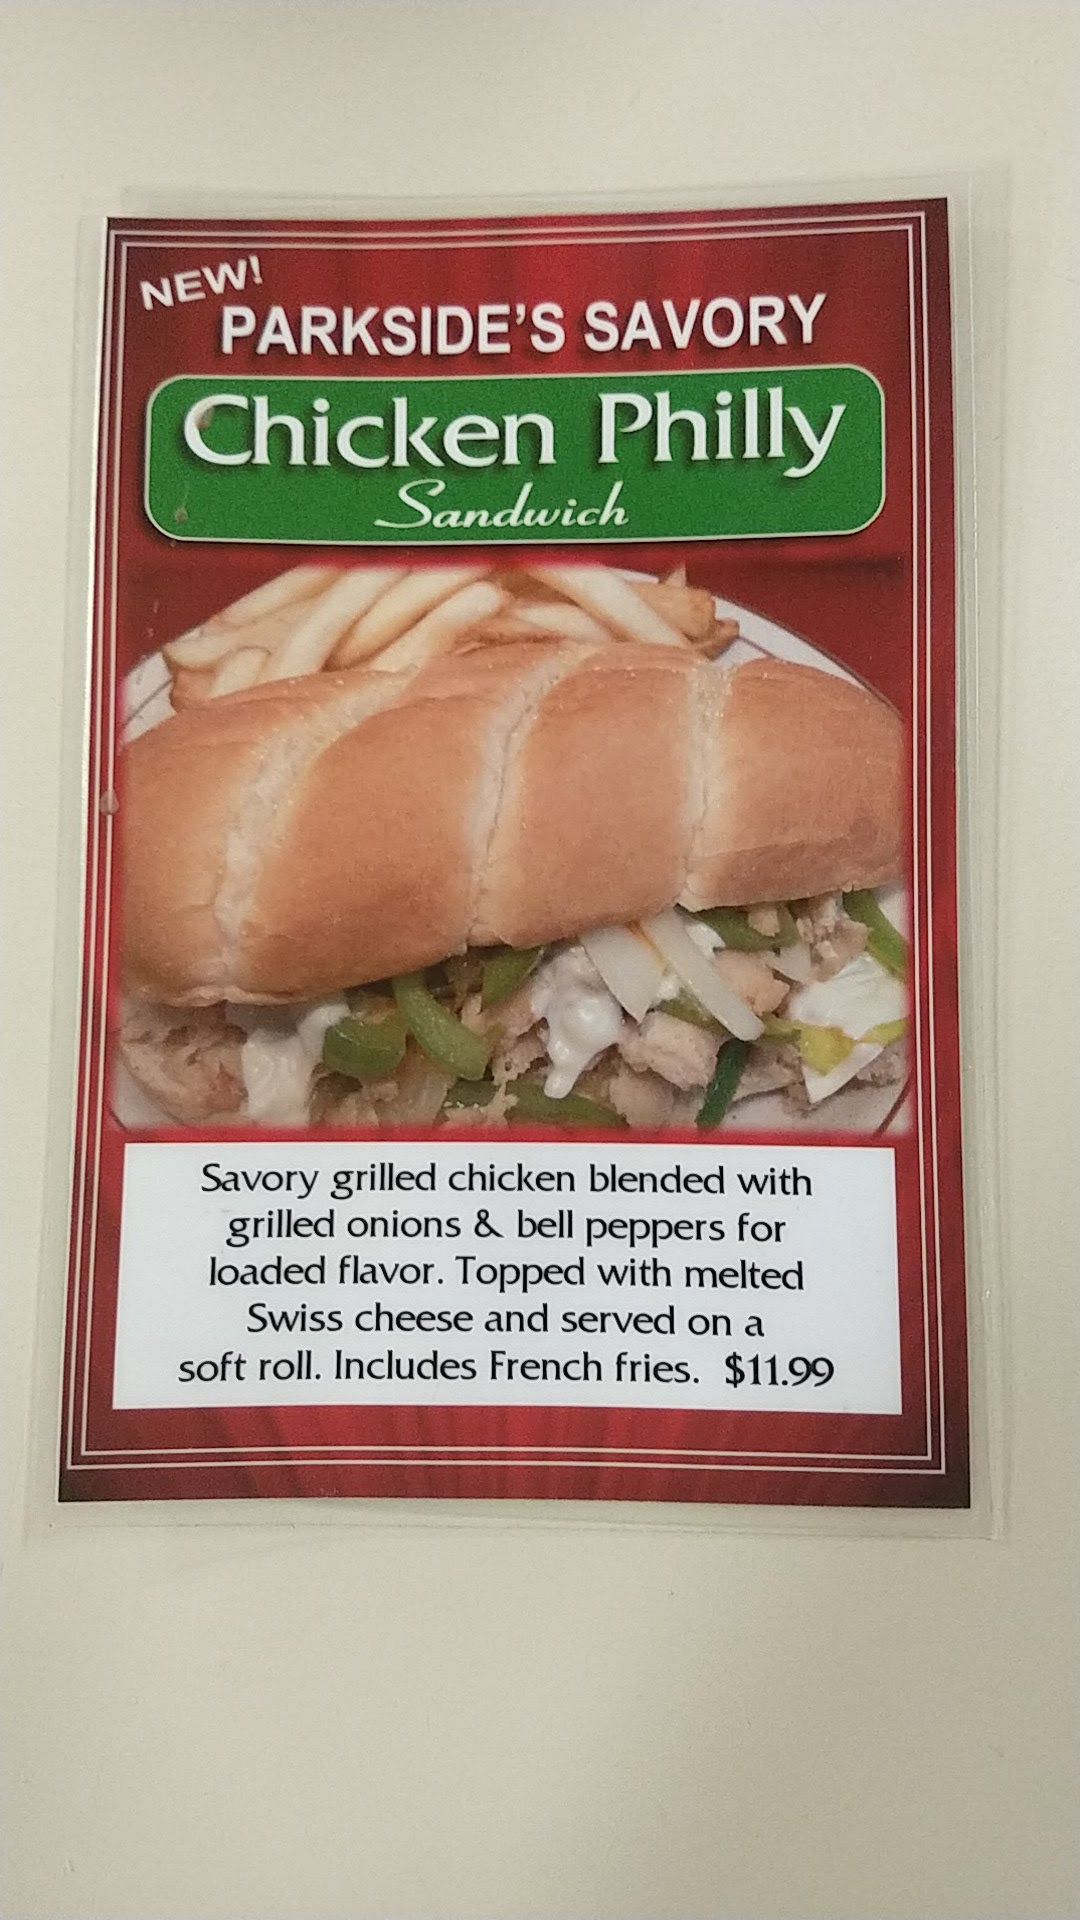 NEW!
PARKSIDE'S SAVORY
Chicken Philly
Sandwich
Savory grilled chicken blended with
grilled onions & bell peppers for
loaded flavor. Topped with melted
Swiss cheese and served on a
soft roll. Includes French fries. $11.99